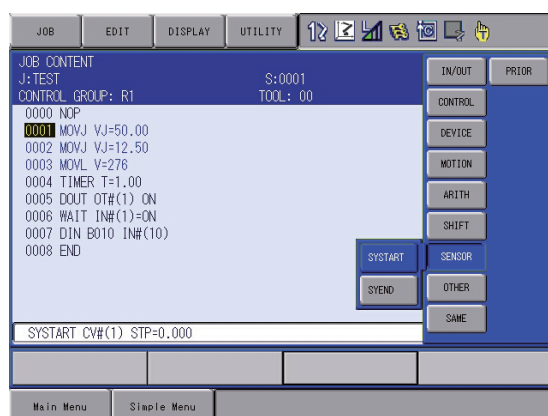 JOB EDIT DISPLAY UTILITY
JOB CONTENT
J:TEST S:0001
CONTROL GROUP: R1 TOOL: 00
0000 NOP
0001 MOVJ VJ=50.00
0002 MOVJ VJ=12.50
0003 MOVL V=276
0004 TIMER T=1.00
0005 DOUT OT#(1) ON
0006 WAIT IN#(1)=ON
0007 DIN B010 IN#(10)
0008 END
IN/OUT PRIOR
CONTROL
DEVICE
MOTION
ARITH
SHIFT
SYSTART SENSOR
SYEND OTHER
SAME
SYSTART CV#(1) STP=0.000
Main Menu Simple Menu